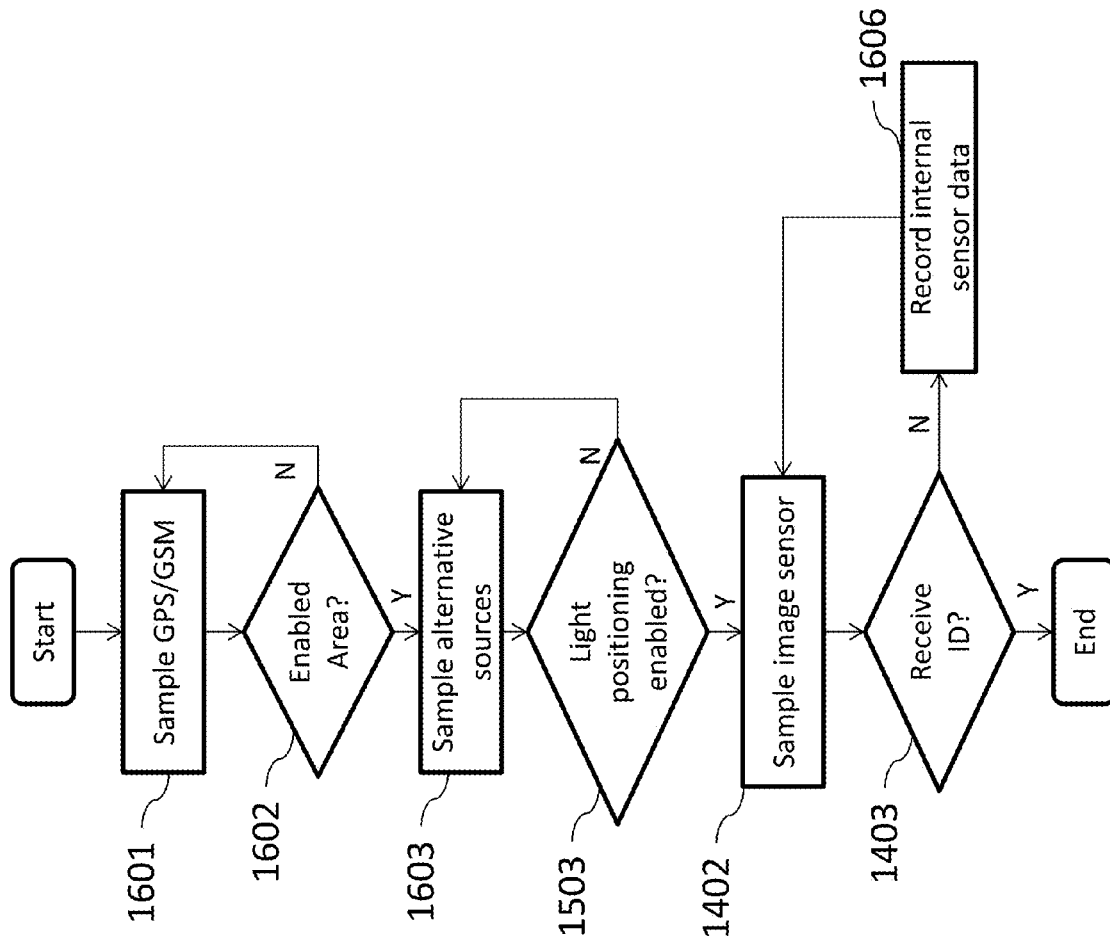 Start
1601
Sample GPS/GSM
1602
Enabled
Area?
N
Y
1603
Sample alternative
sources
1503
Light
positioning
enabled?
N
Y
1402
Sample image sensor
1403
Receive
ID?
N
1606
Record internal
sensor data
Y
End